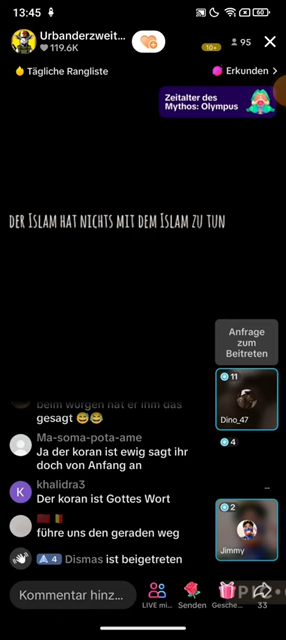 13:45
60
Urbanderzweit...
119.6K
10+
95
Tägliche Rangliste
Erkunden >
Zeitalter des
Mythos: Olympus
der Islam hat nichts mit dem Islam zu tun
Anfrage
zum
Beitreten
11
Dino_47
4
beim würgen hat er ihm das
gesagt 😅😂
Ma-soma-pota-ame
Ja der koran ist ewig sagt ihr
doch von Anfang an
K
khalidra3
Der koran ist Gottes Wort
führe uns den geraden weg
2
Jimmy
4 Dismas ist beigetreten
Kommentar hinz...
LIVE mi...
Senden
Gesche...
33